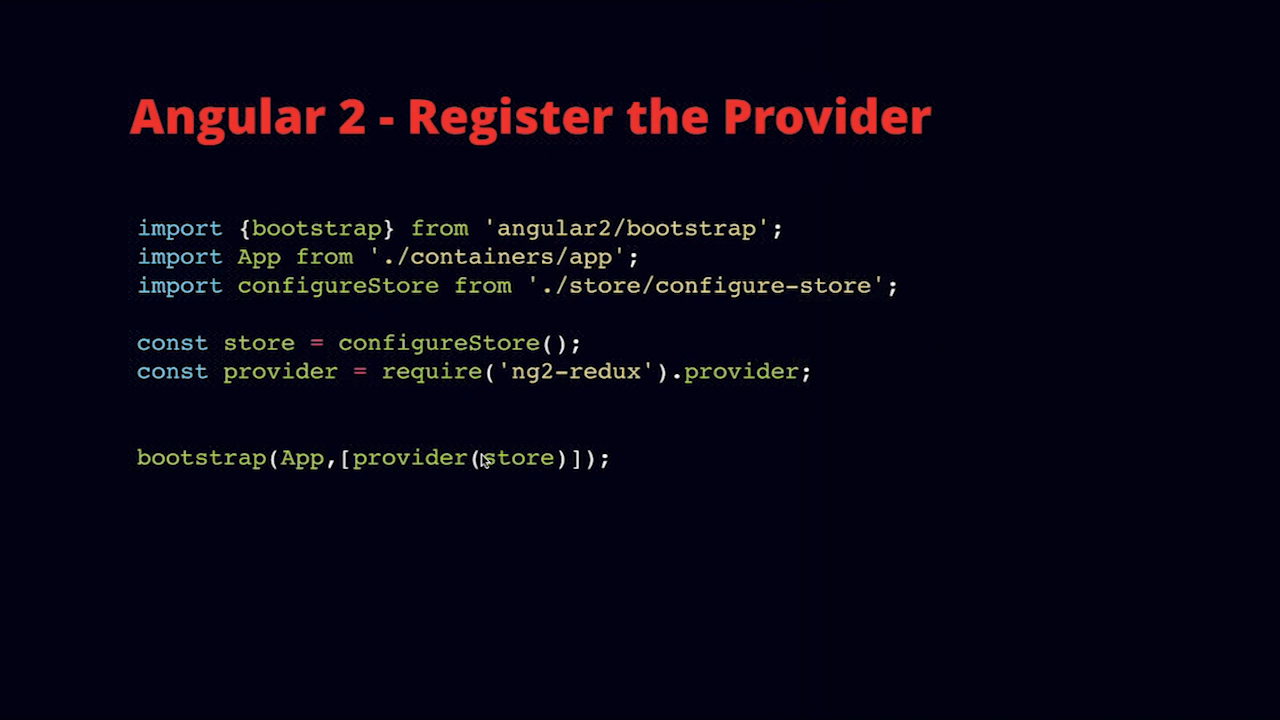 Angular 2 - Register the Provider
import {bootstrap} from 'angular2/bootstrap';
import App from './containers/app';
import configureStore from './store/configure-store';
const store = configureStore();
const provider = require('ng2-redux').provider;
bootstrap(App,[provider(store)]);